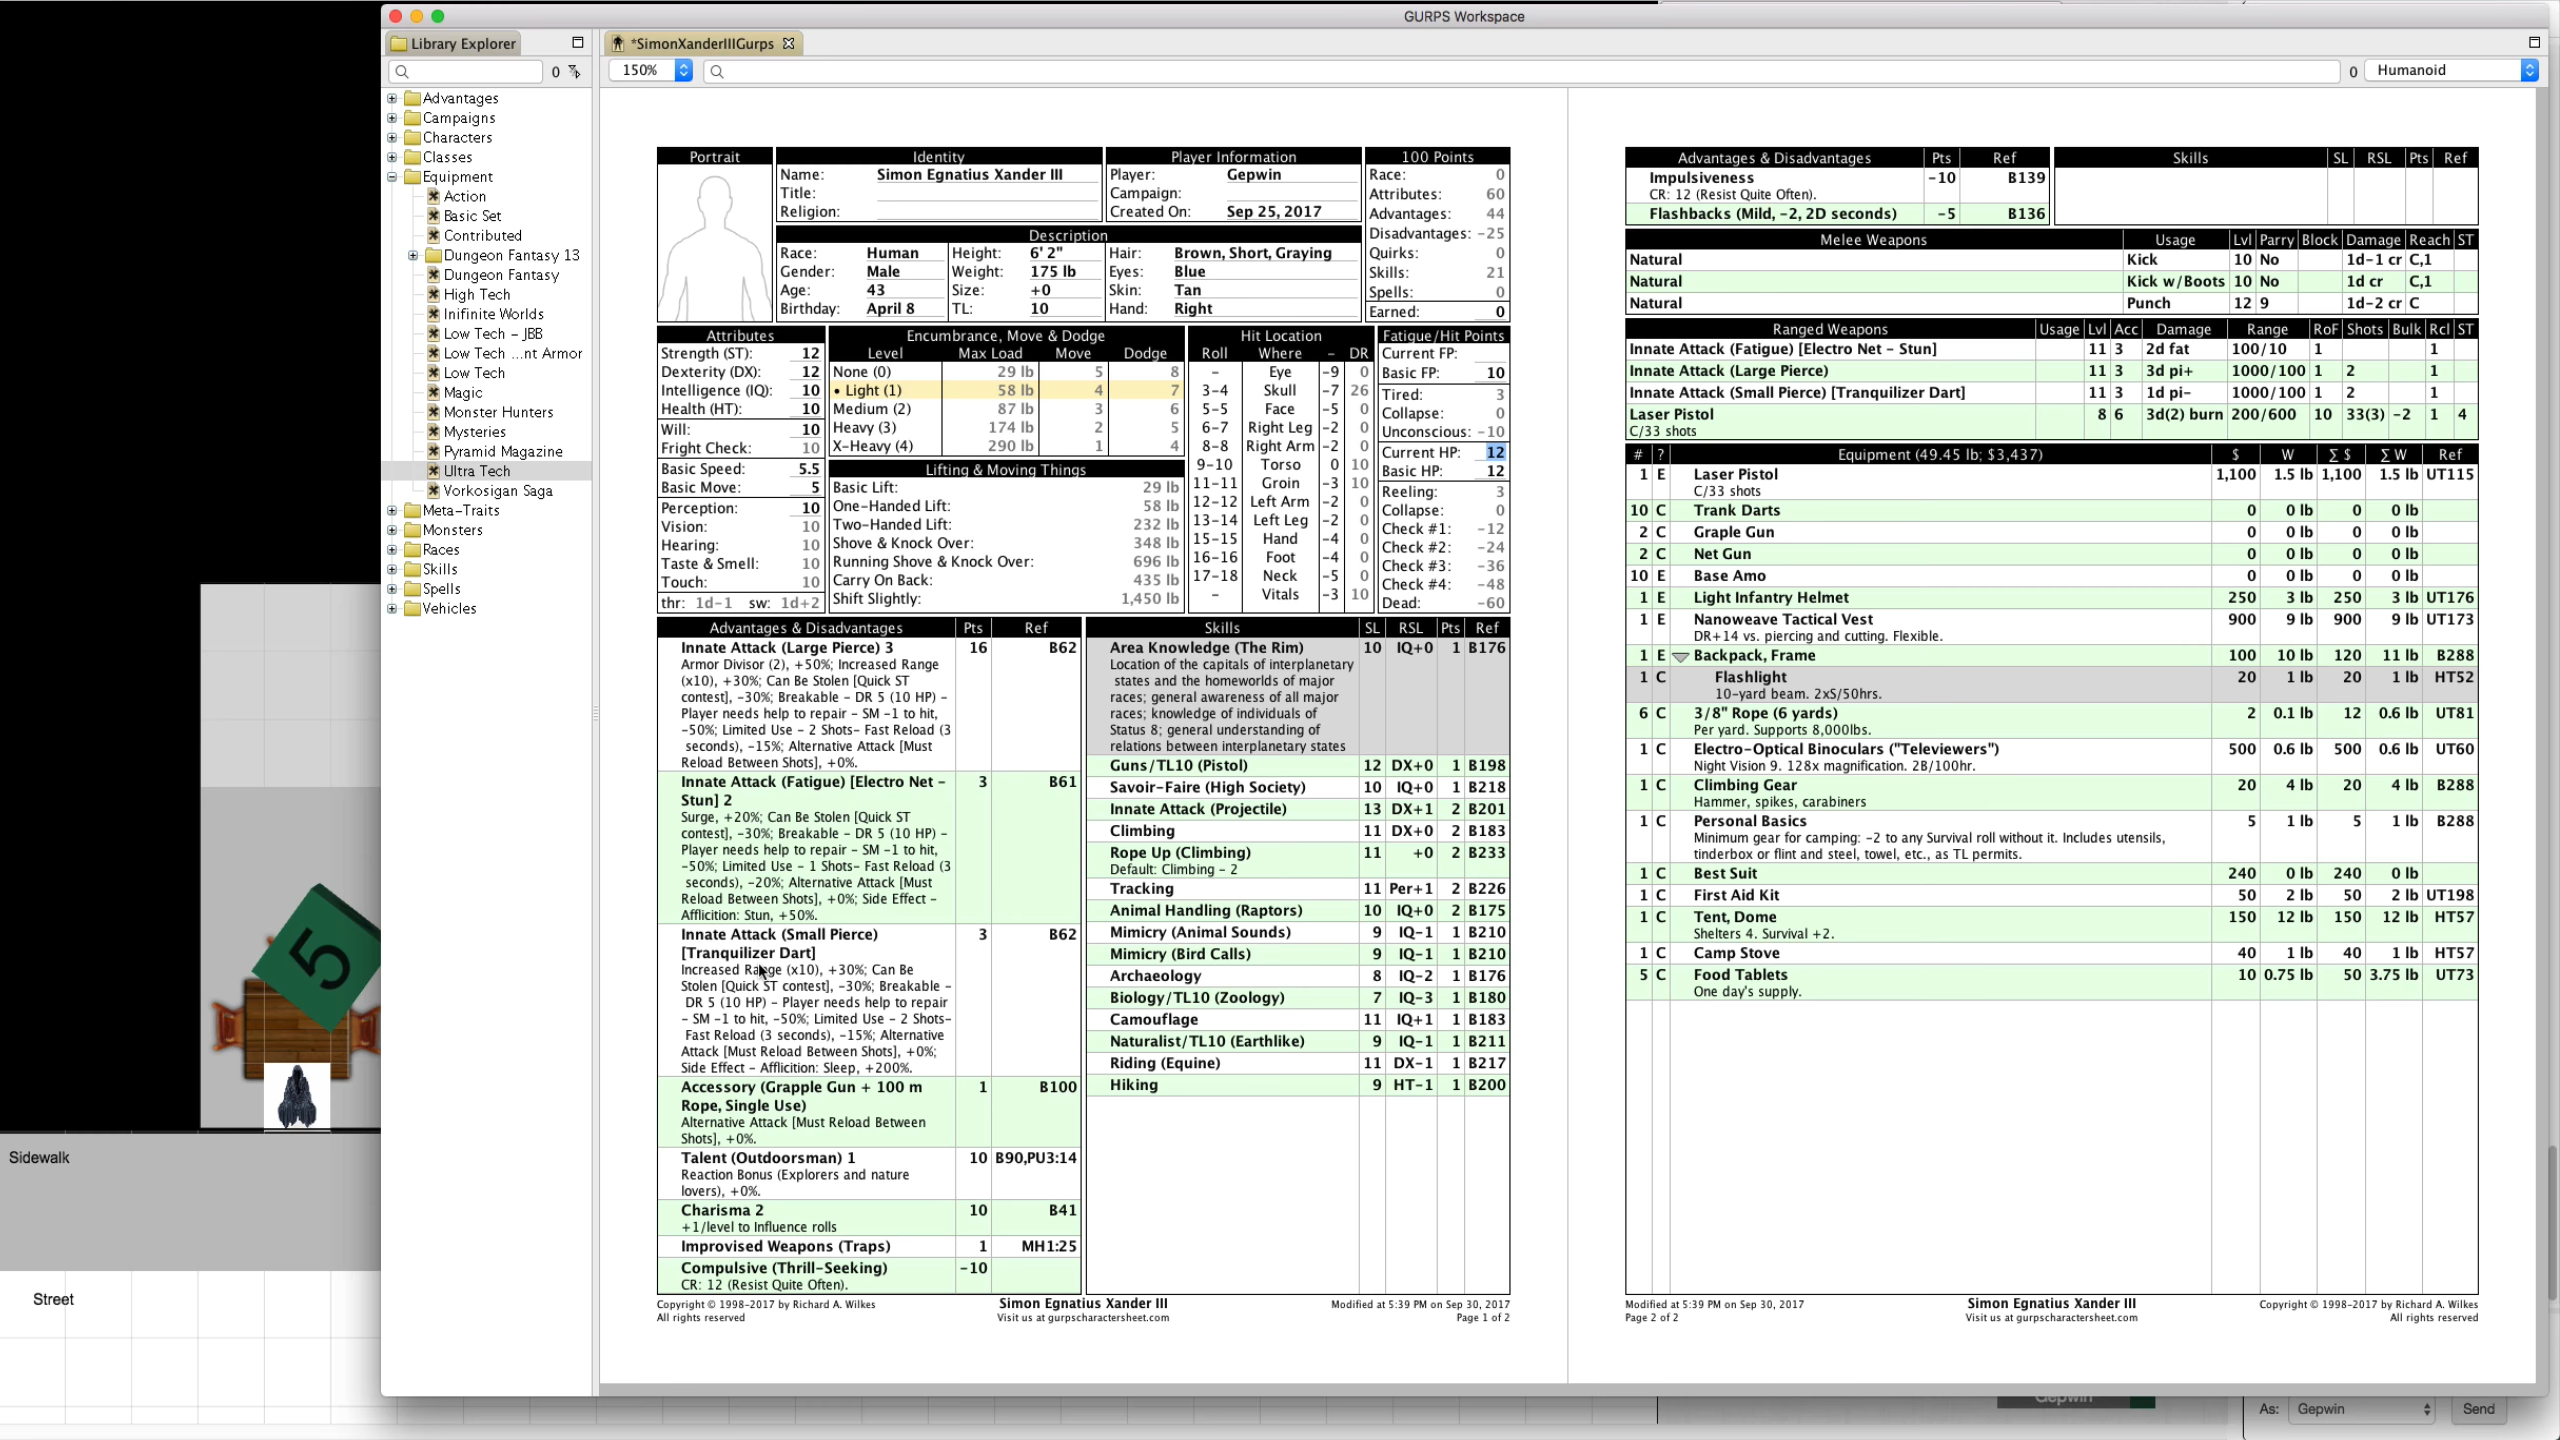 GURPS Workspace
Library Explorer
*SimonXanderIIIGurps
0
150%
0
Humanoid
Advantages
Campaigns
Characters
Classes
Equipment
Action
Basic Set
Contributed
Dungeon Fantasy 13
Dungeon Fantasy
High Tech
Inifinite Worlds
Low Tech – JBB
Low Tech ...nt Armor
Low Tech
Magic
Monster Hunters
Mysteries
Pyramid Magazine
Ultra Tech
Vorkosigan Saga
Meta-Traits
Monsters
Races
Skills
Spells
Vehicles
5
Sidewalk
Street
Portrait
Identity
Name: Simon Egnatius Xander III
Title:
Religion:
Player Information
Player: Gepwin
Campaign:
Created On: Sep 25, 2017
100 Points
Race: 0
Attributes: 60
Advantages: 44
Disadvantages: -25
Quirks: 0
Skills: 21
Spells: 0
Earned: 0
Description
Race: Human Height: 6' 2" Hair: Brown, Short, Graying
Gender: Male Weight: 175 lb Eyes: Blue
Age: 43 Size: +0 Skin: Tan
Birthday: April 8 TL: 10 Hand: Right
Attributes
Strength (ST): 12
Dexterity (DX): 12
Intelligence (IQ): 10
Health (HT): 10
Will: 10
Fright Check: 10
Basic Speed: 5.5
Basic Move: 5
Perception: 10
Vision: 10
Hearing: 10
Taste & Smell: 10
Touch: 10
thr: 1d-1 sw: 1d+2
Encumbrance, Move & Dodge
Level Max Load Move Dodge
None (0) 29 lb 5 8
• Light (1) 58 lb 4 7
Medium (2) 87 lb 3 6
Heavy (3) 174 lb 2 5
X-Heavy (4) 290 lb 1 4
Lifting & Moving Things
Basic Lift: 29 lb
One-Handed Lift: 58 lb
Two-Handed Lift: 232 lb
Shove & Knock Over: 348 lb
Running Shove & Knock Over: 696 lb
Carry On Back: 435 lb
Shift Slightly: 1,450 lb
Hit Location
Roll Where – DR
– Eye -9 0
3-4 Skull -7 26
5-5 Face -5 0
6-7 Right Leg -2 0
8-8 Right Arm -2 0
9-10 Torso 0 10
11-11 Groin -3 10
12-12 Left Arm -2 0
13-14 Left Leg -2 0
15-15 Hand -4 0
16-16 Foot -4 0
17-18 Neck -5 0
– Vitals -3 10
Fatigue/Hit Points
Current FP:
Basic FP: 10
Tired: 3
Collapse: 0
Unconscious: -10
Current HP: 12
Basic HP: 12
Reeling: 3
Collapse: 0
Check #1: -12
Check #2: -24
Check #3: -36
Check #4: -48
Dead: -60
Advantages & Disadvantages Pts Ref
Innate Attack (Large Pierce) 3 16 B62
Armor Divisor (2), +50%; Increased Range
(x10), +30%; Can Be Stolen [Quick ST
contest], -30%; Breakable – DR 5 (10 HP) –
Player needs help to repair – SM -1 to hit,
-50%; Limited Use – 2 Shots– Fast Reload (3
seconds), -15%; Alternative Attack [Must
Reload Between Shots], +0%.
Innate Attack (Fatigue) [Electro Net – 3 B61
Stun] 2
Surge, +20%; Can Be Stolen [Quick ST
contest], -30%; Breakable – DR 5 (10 HP) –
Player needs help to repair – SM -1 to hit,
-50%; Limited Use – 1 Shots– Fast Reload (3
seconds), -20%; Alternative Attack [Must
Reload Between Shots], +0%; Side Effect –
Afflicition: Stun, +50%.
Innate Attack (Small Pierce) 3 B62
[Tranquilizer Dart]
Increased Range (x10), +30%; Can Be
Stolen [Quick ST contest], -30%; Breakable –
DR 5 (10 HP) – Player needs help to repair
– SM -1 to hit, -50%; Limited Use – 2 Shots–
Fast Reload (3 seconds), -15%; Alternative
Attack [Must Reload Between Shots], +0%;
Side Effect – Afflicition: Sleep, +200%.
Accessory (Grapple Gun + 100 m 1 B100
Rope, Single Use)
Alternative Attack [Must Reload Between
Shots], +0%.
Talent (Outdoorsman) 1 10 B90,PU3:14
Reaction Bonus (Explorers and nature
lovers), +0%.
Charisma 2 10 B41
+1/level to Influence rolls
Improvised Weapons (Traps) 1 MH1:25
Compulsive (Thrill-Seeking) -10
CR: 12 (Resist Quite Often).
Skills SL RSL Pts Ref
Area Knowledge (The Rim) 10 IQ+0 1 B176
Location of the capitals of interplanetary
states and the homeworlds of major
races; general awareness of all major
races; knowledge of individuals of
Status 8; general understanding of
relations between interplanetary states
Guns/TL10 (Pistol) 12 DX+0 1 B198
Savoir-Faire (High Society) 10 IQ+0 1 B218
Innate Attack (Projectile) 13 DX+1 2 B201
Climbing 11 DX+0 2 B183
Rope Up (Climbing) 11 +0 2 B233
Default: Climbing – 2
Tracking 11 Per+1 2 B226
Animal Handling (Raptors) 10 IQ+0 2 B175
Mimicry (Animal Sounds) 9 IQ-1 1 B210
Mimicry (Bird Calls) 9 IQ-1 1 B210
Archaeology 8 IQ-2 1 B176
Biology/TL10 (Zoology) 7 IQ-3 1 B180
Camouflage 11 IQ+1 1 B183
Naturalist/TL10 (Earthlike) 9 IQ-1 1 B211
Riding (Equine) 11 DX-1 1 B217
Hiking 9 HT-1 1 B200
Copyright © 1998-2017 by Richard A. Wilkes Simon Egnatius Xander III Modified at 5:39 PM on Sep 30, 2017
All rights reserved Visit us at gurpscharactersheet.com Page 1 of 2
Advantages & Disadvantages Pts Ref
Impulsiveness -10 B139
CR: 12 (Resist Quite Often).
Flashbacks (Mild, -2, 2D seconds) -5 B136
Skills SL RSL Pts Ref
Melee Weapons Usage Lvl Parry Block Damage Reach ST
Natural Kick 10 No 1d-1 cr C,1
Natural Kick w/Boots 10 No 1d cr C,1
Natural Punch 12 9 1d-2 cr C
Ranged Weapons Usage Lvl Acc Damage Range RoF Shots Bulk Rcl ST
Innate Attack (Fatigue) [Electro Net – Stun] 11 3 2d fat 100/10 1 1
Innate Attack (Large Pierce) 11 3 3d pi+ 1000/100 1 2 1
Innate Attack (Small Pierce) [Tranquilizer Dart] 11 3 1d pi- 1000/100 1 2 1
Laser Pistol 8 6 3d(2) burn 200/600 10 33(3) -2 1 4
C/33 shots
# ? Equipment (49.45 lb; $3,437) $ W Σ $ Σ W Ref
1 E Laser Pistol 1,100 1.5 lb 1,100 1.5 lb UT115
C/33 shots
10 C Trank Darts 0 0 lb 0 0 lb
2 C Graple Gun 0 0 lb 0 0 lb
2 C Net Gun 0 0 lb 0 0 lb
10 E Base Amo 0 0 lb 0 0 lb
1 E Light Infantry Helmet 250 3 lb 250 3 lb UT176
1 E Nanoweave Tactical Vest 900 9 lb 900 9 lb UT173
DR+14 vs. piercing and cutting. Flexible.
1 E Backpack, Frame 100 10 lb 120 11 lb B288
1 C Flashlight 20 1 lb 20 1 lb HT52
10-yard beam. 2xS/50hrs.
6 C 3/8" Rope (6 yards) 2 0.1 lb 12 0.6 lb UT81
Per yard. Supports 8,000lbs.
1 C Electro-Optical Binoculars ("Televiewers") 500 0.6 lb 500 0.6 lb UT60
Night Vision 9. 128x magnification. 2B/100hr.
1 C Climbing Gear 20 4 lb 20 4 lb B288
Hammer, spikes, carabiners
1 C Personal Basics 5 1 lb 5 1 lb B288
Minimum gear for camping: -2 to any Survival roll without it. Includes utensils,
tinderbox or flint and steel, towel, etc., as TL permits.
1 C Best Suit 240 0 lb 240 0 lb
1 C First Aid Kit 50 2 lb 50 2 lb UT198
1 C Tent, Dome 150 12 lb 150 12 lb HT57
Shelters 4. Survival +2.
1 C Camp Stove 40 1 lb 40 1 lb HT57
5 C Food Tablets 10 0.75 lb 50 3.75 lb UT73
One day's supply.
Modified at 5:39 PM on Sep 30, 2017 Simon Egnatius Xander III Copyright © 1998-2017 by Richard A. Wilkes
Page 2 of 2 Visit us at gurpscharactersheet.com All rights reserved
Gepwin
As: Gepwin Send